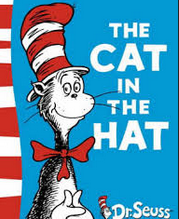 THE
CAT
IN
THE
HAT
Dr. Seuss